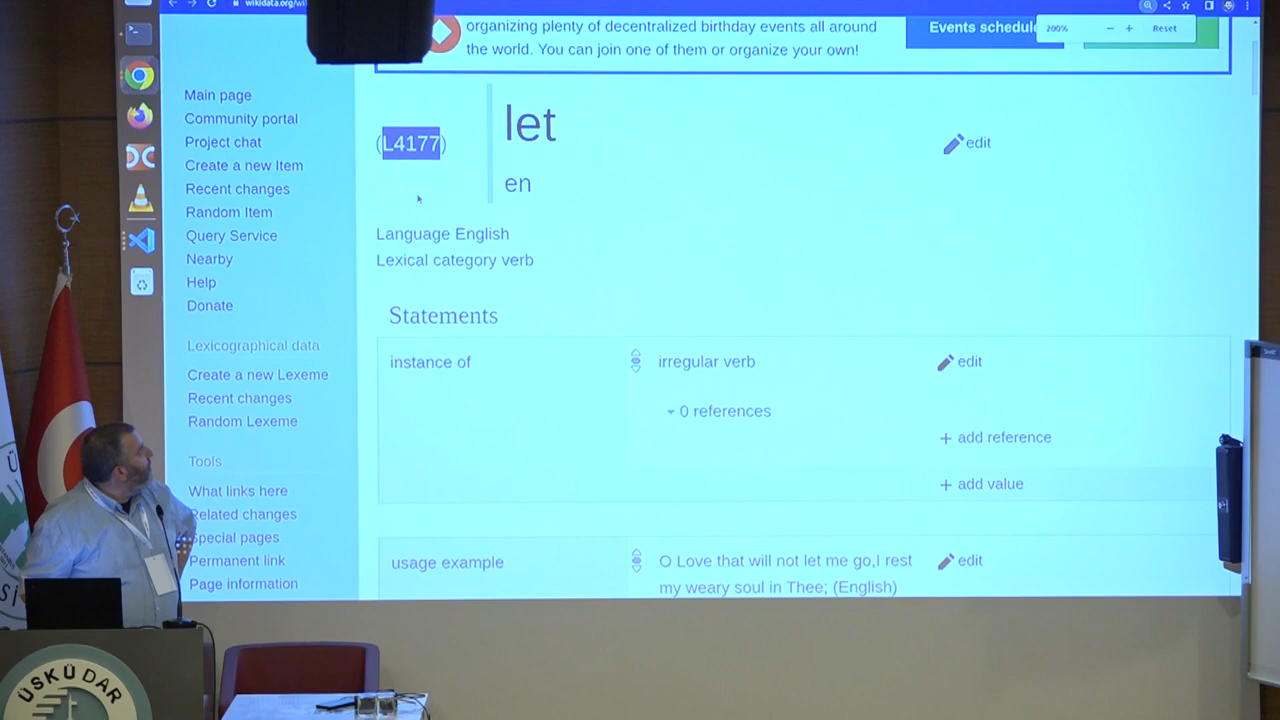 wikidata.org/wi
organizing plenty of decentralized birthday events all around
the world. You can join one of them or organize your own!
Events schedule
200%
Reset
Main page
Community portal
Project chat
Create a new Item
Recent changes
Random Item
Query Service
Nearby
Help
Donate
Lexicographical data
Create a new Lexeme
Recent changes
Random Lexeme
Tools
What links here
Related changes
Special pages
Permanent link
Page information
(L4177)
let
en
edit
Language English
Lexical category verb
Statements
instance of
irregular verb
edit
0 references
+ add reference
+ add value
usage example
O Love that will not let me go,I rest
my weary soul in Thee; (English)
edit
ÜSKÜDAR